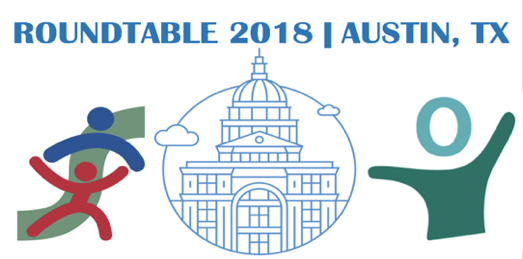 ROUNDTABLE 2018 | AUSTIN, TX